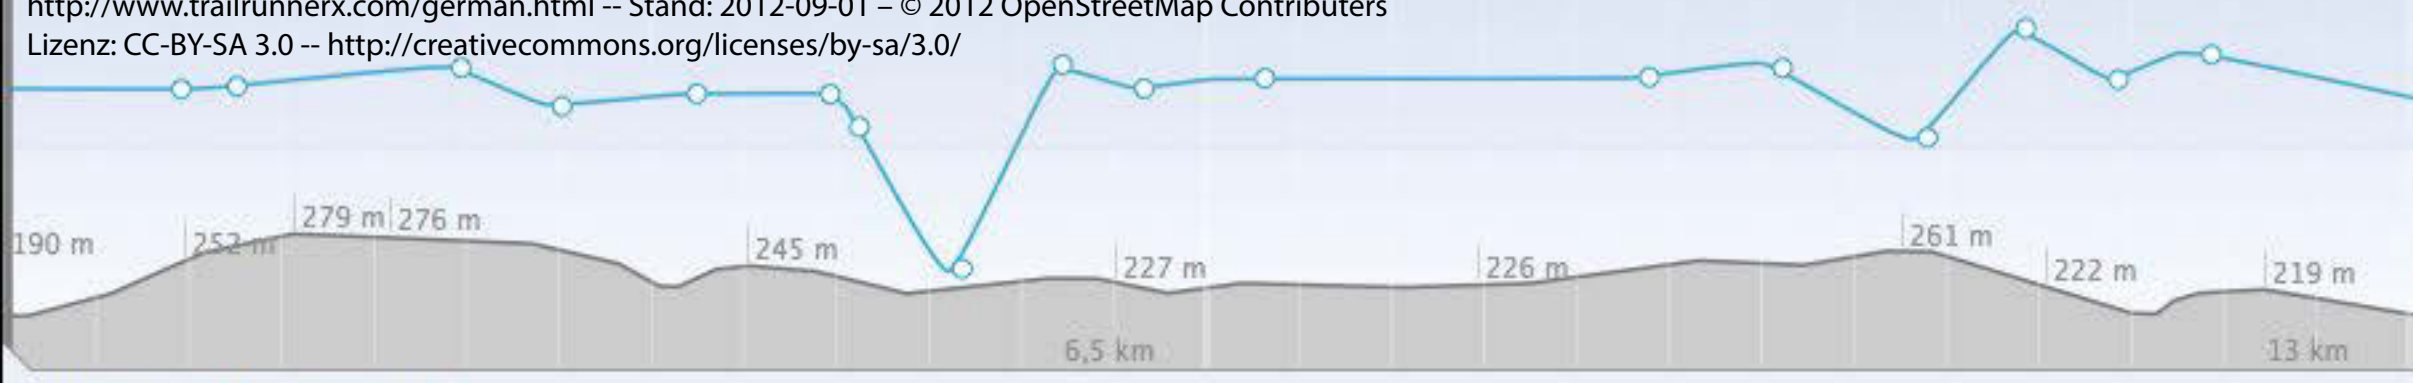 http://www.trailrunnerx.com/german.html -- Stand: 2012-09-01 – © 2012 OpenStreetMap Contributers
Lizenz: CC-BY-SA 3.0 -- http://creativecommons.org/licenses/by-sa/3.0/
190 m 252 m 279 m 276 m 245 m 227 m 226 m 261 m 222 m 219 m
6,5 km 13 km